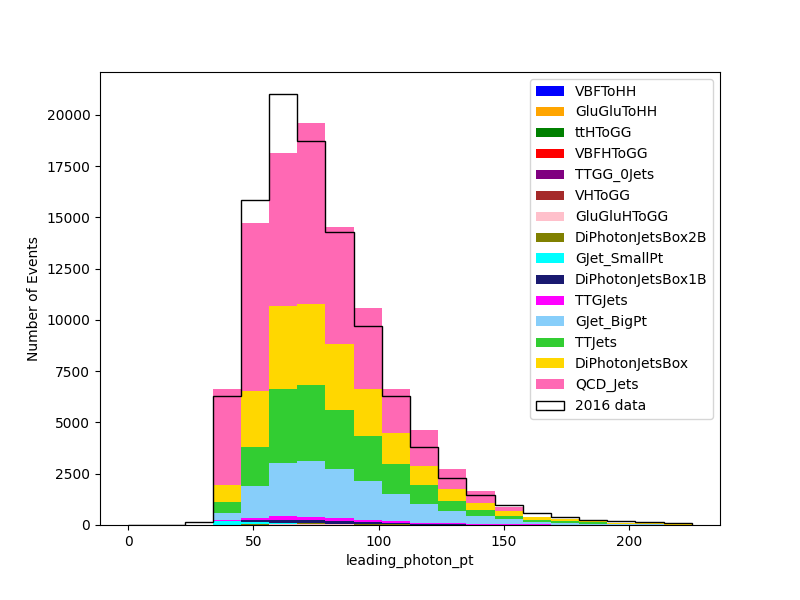 20000
17500
15000
12500
10000
7500
5000
2500
0
Number of Events
0
50
100
150
200
leading_photon_pt
VBFToHH
GluGluToHH
ttHToGG
VBFHToGG
TTGG_0Jets
VHToGG
GluGluHToGG
DiPhotonJetsBox2B
GJet_SmallPt
DiPhotonJetsBox1B
TTGJets
GJet_BigPt
TTJets
DiPhotonJetsBox
QCD_Jets
2016 data